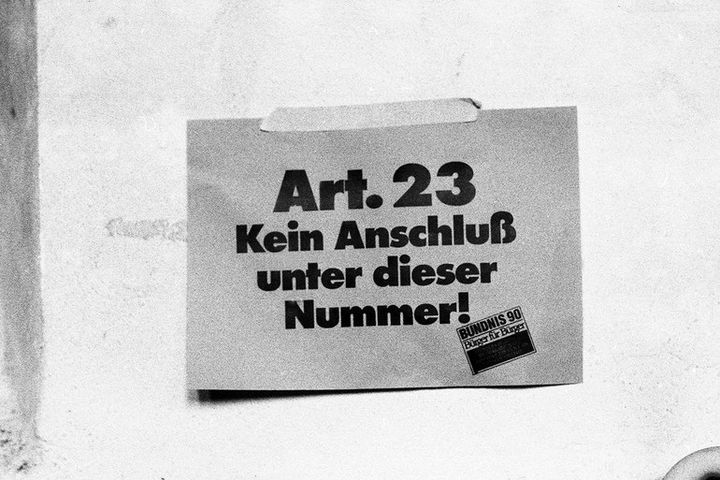 Art. 23
Kein Anschluß
unter dieser
Nummer!
BÜNDNIS 90
Bürger für Bürger